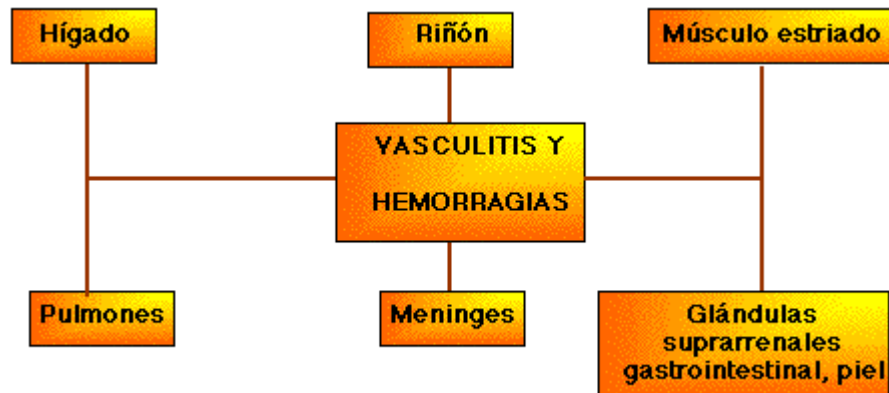 Hígado
Riñón
Músculo estriado
VASCULITIS Y
HEMORRAGIAS
Pulmones
Meninges
Glándulas
suprarrenales
gastrointestinal, piel